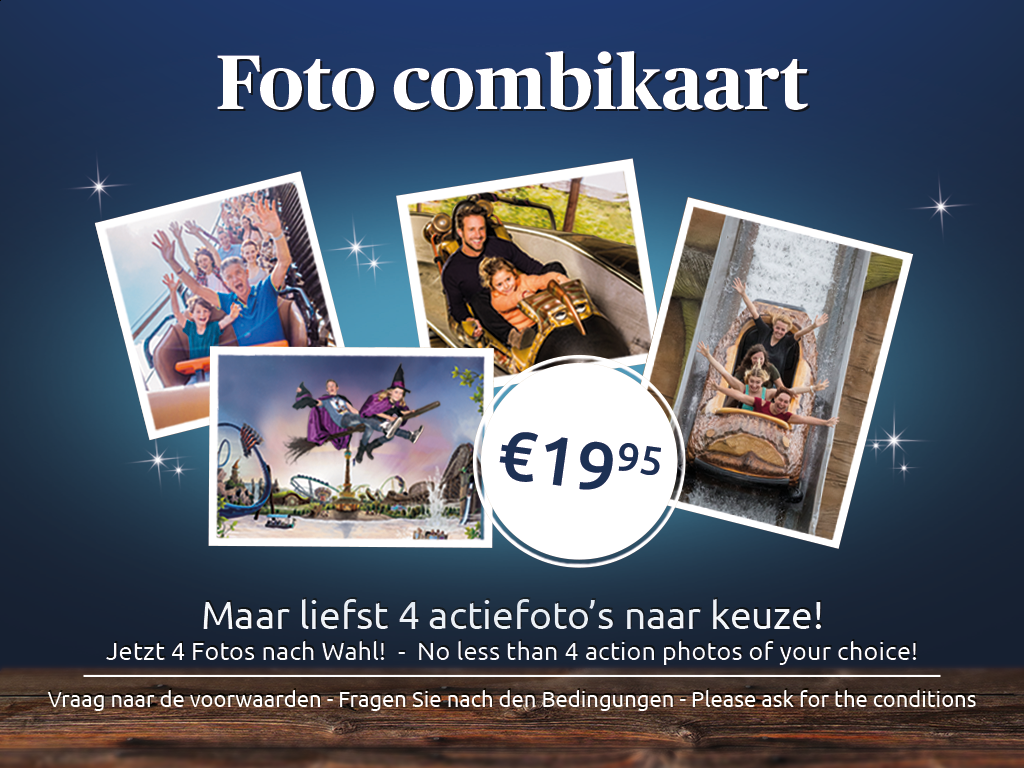 Foto combikaart
€1995
Maar liefst 4 actiefoto's naar keuze!
Jetzt 4 Fotos nach Wahl! - No less than 4 action photos of your choice!
Vraag naar de voorwaarden - Fragen Sie nach den Bedingungen - Please ask for the conditions